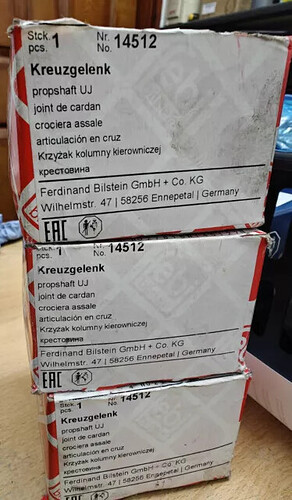 Stck. 1 Nr. 14512
pcs. No.
Kreuzgelenk
propshaft UJ
joint de cardan
crociera assale
articulación en cruz
Krzyżak kolumny kierowniczej
крестовина
Ferdinand Bilstein GmbH + Co. KG
Wilhelmstr. 47 | 58256 Ennepetal | Germany
EAC
pcs. 1 Nr. 14512
No.
Kreuzgelenk
propshaft UJ
joint de cardan
crociera assale
articulación en cruz
Krzyżak kolumny kierowniczej
крестовина
Ferdinand Bilstein GmbH + Co. KG
Wilhelmstr. 47 | 58256 Ennepetal | Germany
EAC
Stck. 1 Nr. 14512
pcs. No.
Kreuzgelenk
propshaft UJ
joint de cardan
crociera assale
articulación en cruz
Krzyżak kolumny kierowniczej
крестовина
Ferdinand Bilstein GmbH + Co. KG
Wilhelmstr. 47 | 58256 Ennepetal | Germany
EAC